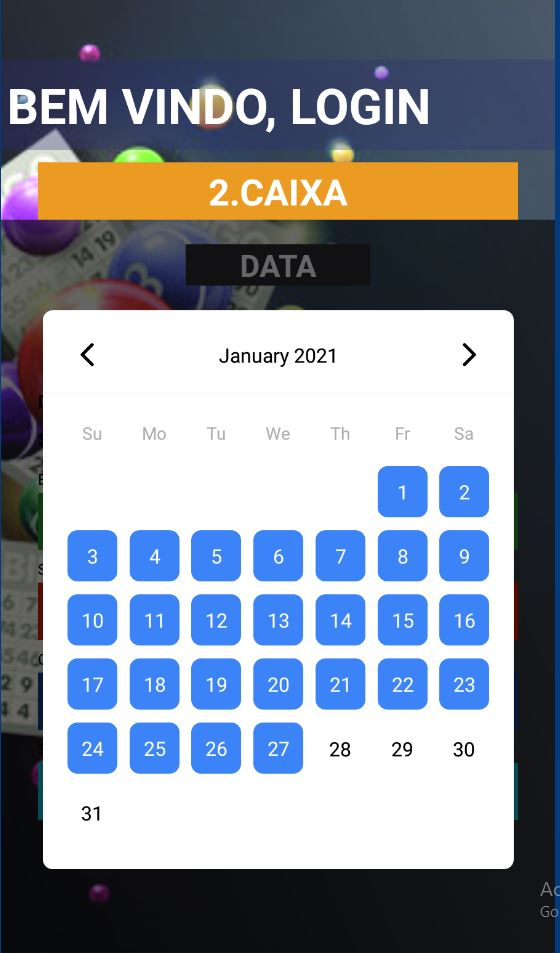 BEM VINDO, LOGIN
2.CAIXA
DATA
January 2021
Su Mo Tu We Th Fr Sa
1 2
3 4 5 6 7 8 9
10 11 12 13 14 15 16
17 18 19 20 21 22 23
24 25 26 27 28 29 30
31